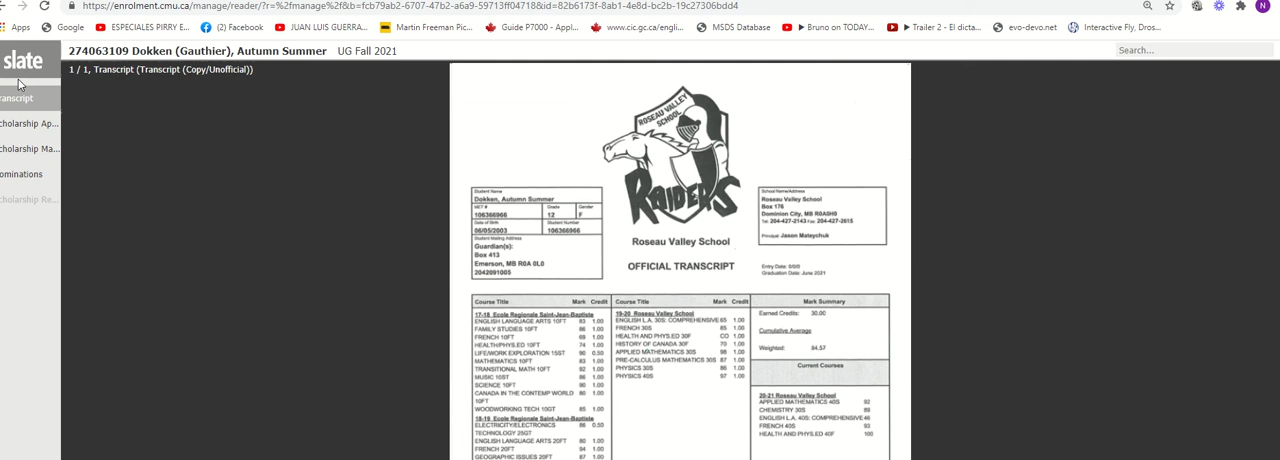 https://enrolment.cmu.ca/manage/reader/?r=%2fmanage%2f&b=fcb79ab2-6707-47b2-a6a9-59713ff04718&id=82b6173f-8ab1-4e8d-bc2b-19c27306bdd4
Apps Google ESPECIALES PIRRY E... (2) Facebook JUAN LUIS GUERRA... Martin Freeman Pic... Guide P7000 - Appl... www.cic.gc.ca/engli... MSDS Database Bruno on TODAY?... Trailer 2 - El dicta... evo-devo.net Interactive Fly, Dros...
slate
274063109 Dokken (Gauthier), Autumn Summer UG Fall 2021
Search...
1 / 1, Transcript (Transcript (Copy/Unofficial))
ranscript
cholarship Ap...
cholarship Ma...
ominations
cholarship Re...
ROSEAU VALLEY
SCHOOL
RAIDERS
Roseau Valley School
OFFICIAL TRANSCRIPT
Student Name
Dokken, Autumn Summer
MET # Grade Gender
106366966 12 F
Date of Birth Student Number
06/05/2003 106366966
Student Mailing Address
Guardian(s):
Box 413
Emerson, MB R0A 0L0
2042091005
School Name/Address
Roseau Valley School
Box 176
Dominion City, MB R0A0H0
Tel: 204-427-2143 Fax: 204-427-2615
Principal: Jason Mateychuk
Entry Date: 0/0/0
Graduation Date: June 2021
Course Title Mark Credit
17-18 Ecole Regionale Saint-Jean-Baptiste
ENGLISH LANGUAGE ARTS 10FT 83 1.00
FAMILY STUDIES 10FT 86 1.00
FRENCH 10FT 69 1.00
HEALTH/PHYS.ED 10FT 74 1.00
LIFE/WORK EXPLORATION 15ST 90 0.50
MATHEMATICS 10FT 83 1.00
TRANSITIONAL MATH 10FT 92 1.00
MUSIC 10ST 86 1.00
SCIENCE 10FT 90 1.00
CANADA IN THE CONTEMP WORLD 80 1.00
10FT
WOODWORKING TECH 10GT 85 1.00
18-19 Ecole Regionale Saint-Jean-Baptiste
ELECTRICITY/ELECTRONICS 86 0.50
TECHNOLOGY 25GT
ENGLISH LANGUAGE ARTS 20FT 80 1.00
FRENCH 20FT 94 1.00
GEOGRAPHIC ISSUES 20FT 87 1.00
Course Title Mark Credit
19-20 Roseau Valley School
ENGLISH L.A. 30S: COMPREHENSIVE 65 1.00
FRENCH 30S 85 1.00
HEALTH AND PHYS.ED 30F CO 1.00
HISTORY OF CANADA 30F 70 1.00
APPLIED MATHEMATICS 30S 98 1.00
PRE-CALCULUS MATHEMATICS 30S 87 1.00
PHYSICS 30S 86 1.00
PHYSICS 40S 97 1.00
Mark Summary
Earned Credits: 30.00
Cumulative Average
Weighted: 84.57
Current Courses
20-21 Roseau Valley School
APPLIED MATHEMATICS 40S 92
CHEMISTRY 30S 89
ENGLISH L.A. 40S: COMPREHENSIVE 46
FRENCH 40S 93
HEALTH AND PHYS.ED 40F 100